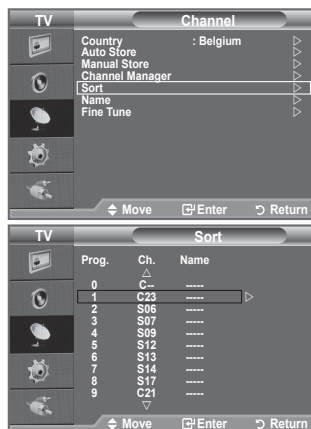 TV Channel
Country : Belgium ▷
Auto Store ▷
Manual Store ▷
Channel Manager ▷
Sort ▷
Name ▷
Fine Tune ▷
Move Enter Return
TV Sort
Prog. Ch. Name
0 C-- -----
1 C23 -----
2 S06 -----
3 S07 -----
4 S09 -----
5 S12 -----
6 S13 -----
7 S14 -----
8 S17 -----
9 C21 -----
Move Enter Return